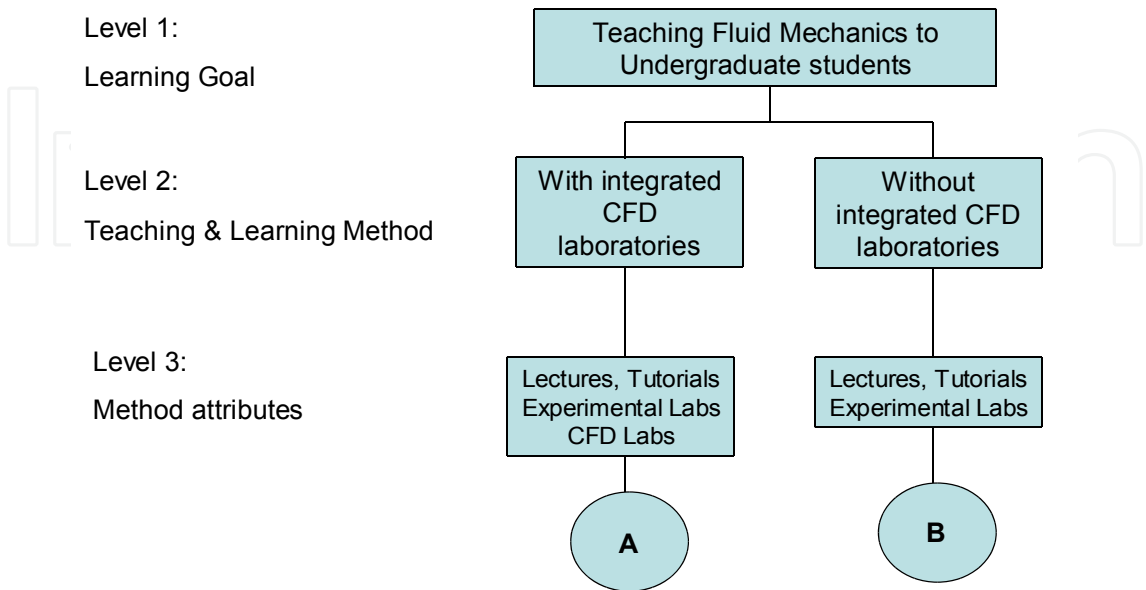 Level 1:
Learning Goal
Teaching Fluid Mechanics to
Undergraduate students
Level 2:
Teaching & Learning Method
With integrated
CFD
laboratories
Without
integrated CFD
laboratories
Level 3:
Method attributes
Lectures, Tutorials
Experimental Labs
CFD Labs
Lectures, Tutorials
Experimental Labs
A
B